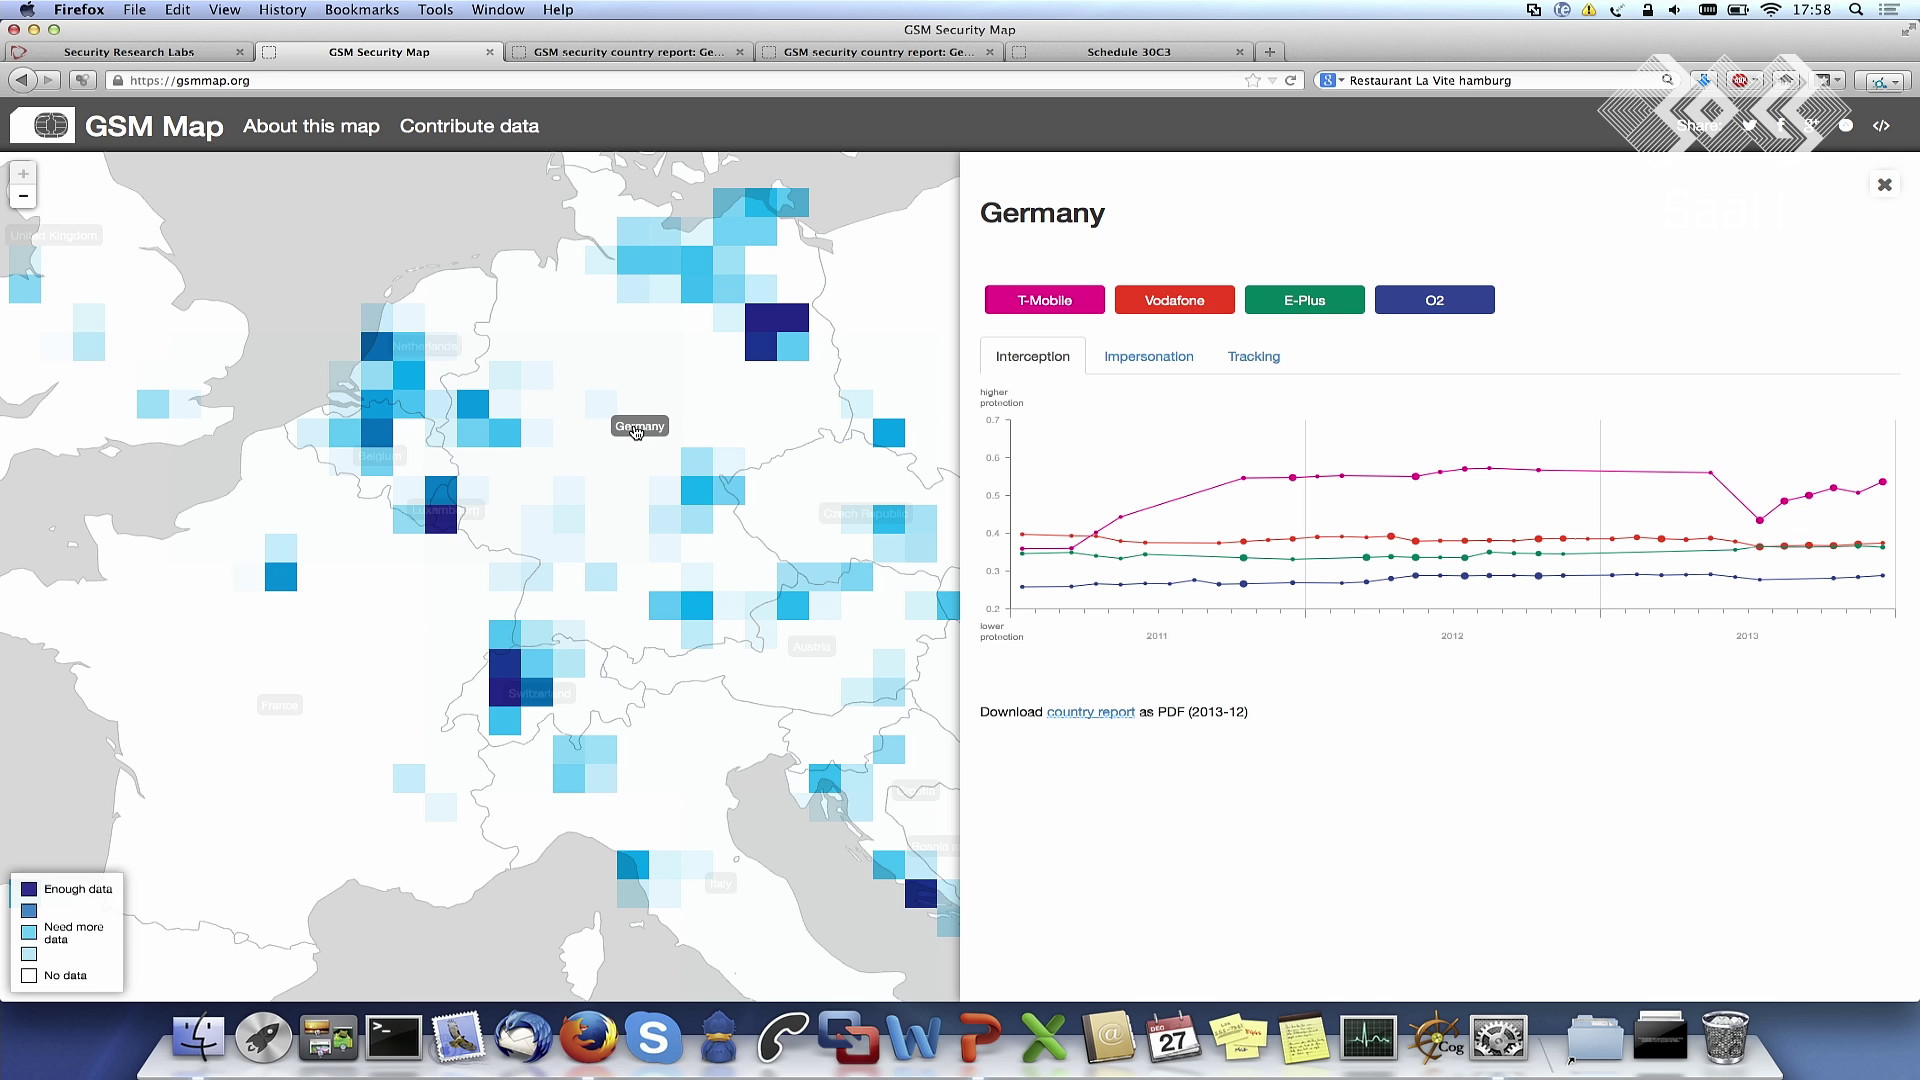 Firefox File Edit View History Bookmarks Tools Window Help 17:58
GSM Security Map
Security Research Labs
GSM Security Map
GSM security country report: Ge...
GSM security country report: Ge...
Schedule 30C3
https://gsmmap.org
Restaurant La Vite hamburg
GSM Map About this map Contribute data
Share:
United Kingdom
Netherlands
Germany
Belgium
Luxembourg
Czech Republic
Austria
Switzerland
France
Italy
Enough data
Need more
data
No data
Germany
T-Mobile Vodafone E-Plus O2
Interception Impersonation Tracking
higher
protection
0.7
0.6
0.5
0.4
0.3
0.2
lower
protection
2011 2012 2013
Download country report as PDF (2013-12)
DEC
27
Cog